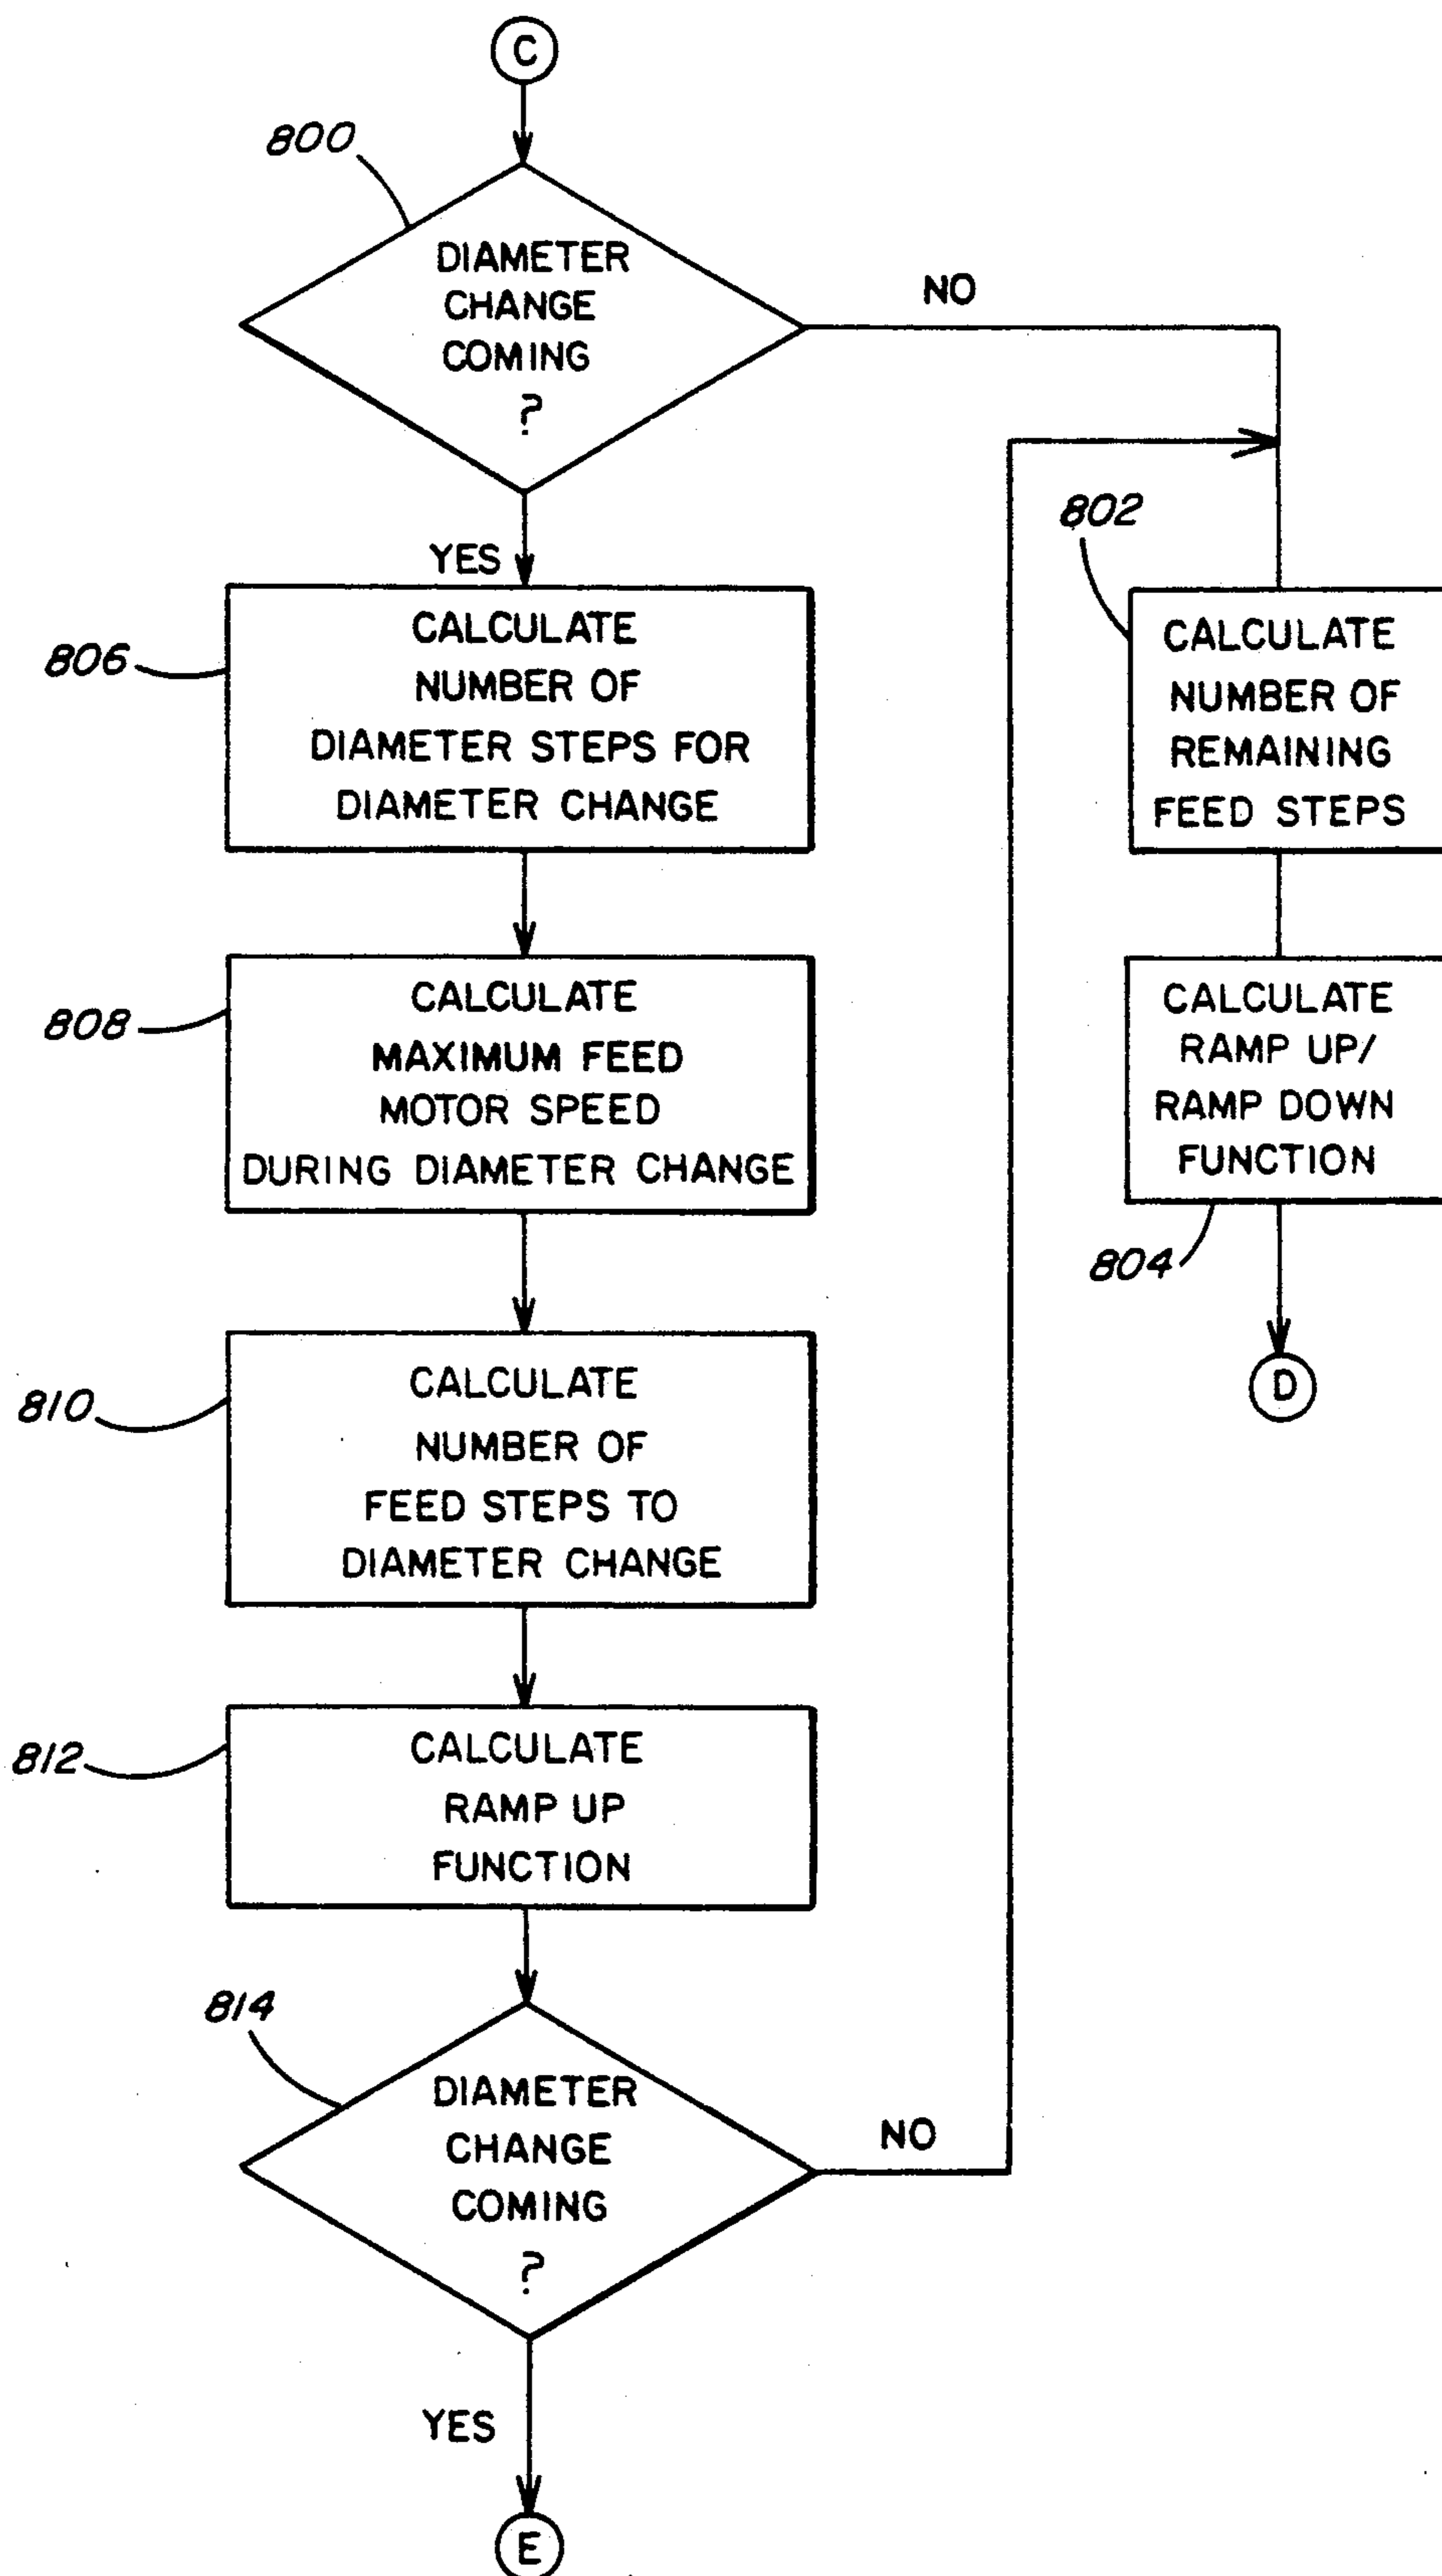 C
800
DIAMETER
CHANGE
COMING
?
NO
YES
806
CALCULATE
NUMBER OF
DIAMETER STEPS FOR
DIAMETER CHANGE
802
CALCULATE
NUMBER OF
REMAINING
FEED STEPS
808
CALCULATE
MAXIMUM FEED
MOTOR SPEED
DURING DIAMETER CHANGE
CALCULATE
RAMP UP/
RAMP DOWN
FUNCTION
804
D
810
CALCULATE
NUMBER OF
FEED STEPS TO
DIAMETER CHANGE
812
CALCULATE
RAMP UP
FUNCTION
814
DIAMETER
CHANGE
COMING
?
NO
YES
E